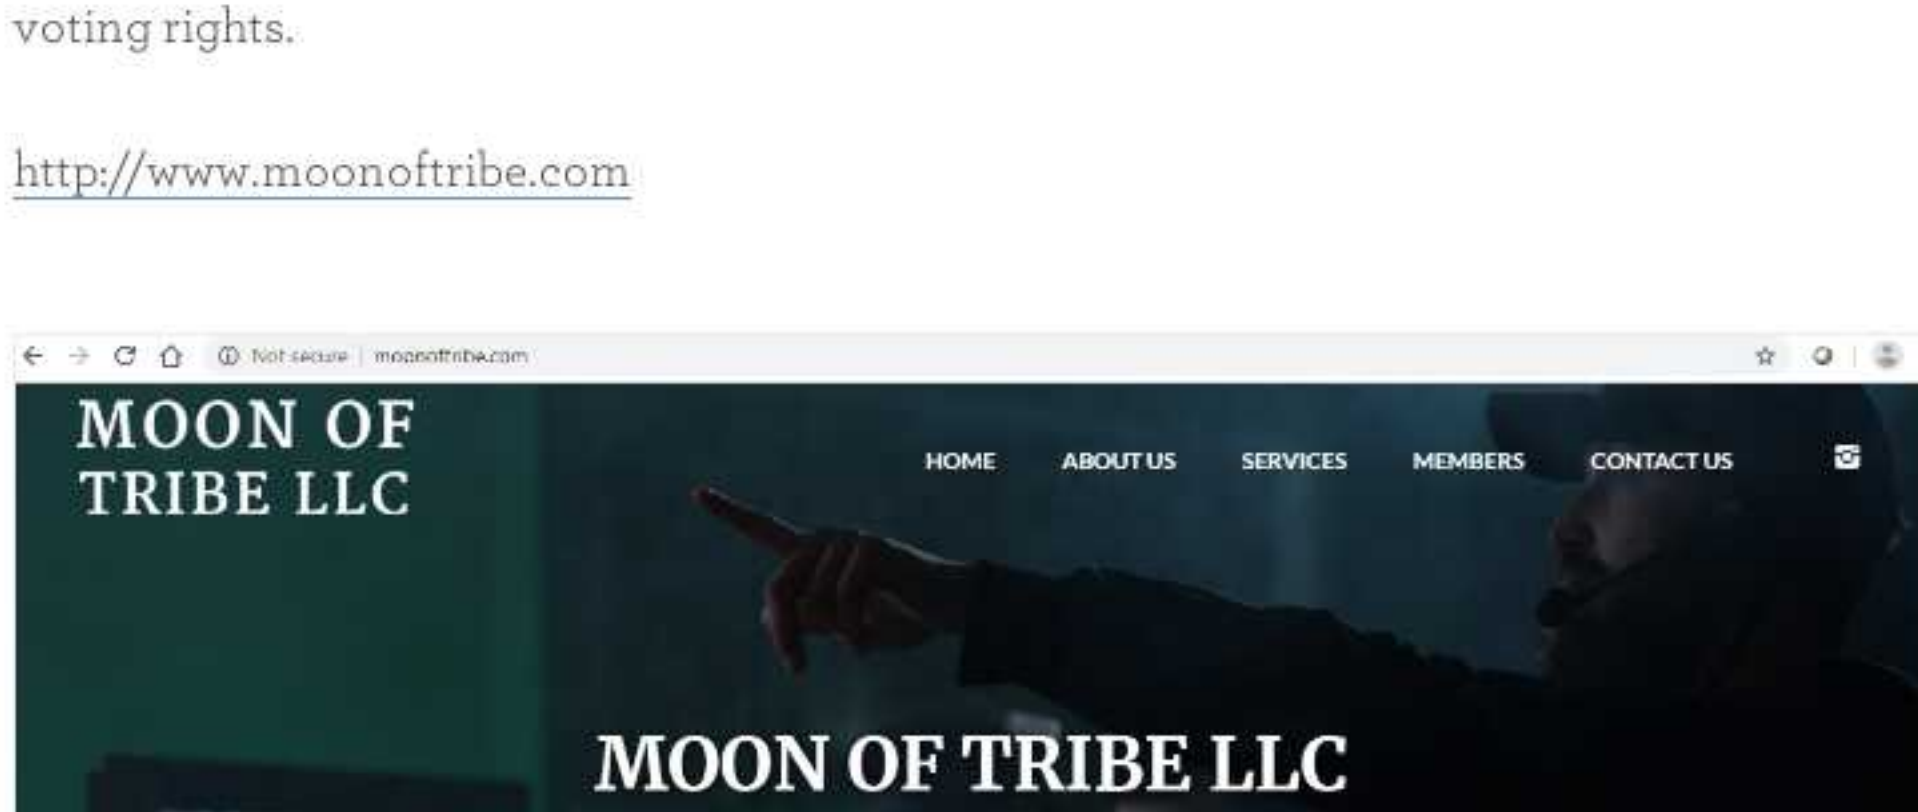 voting rights.
http://www.moonoftribe.com
Not secure | moonoftribe.com
MOON OF
TRIBE LLC
HOME ABOUT US SERVICES MEMBERS CONTACT US
MOON OF TRIBE LLC